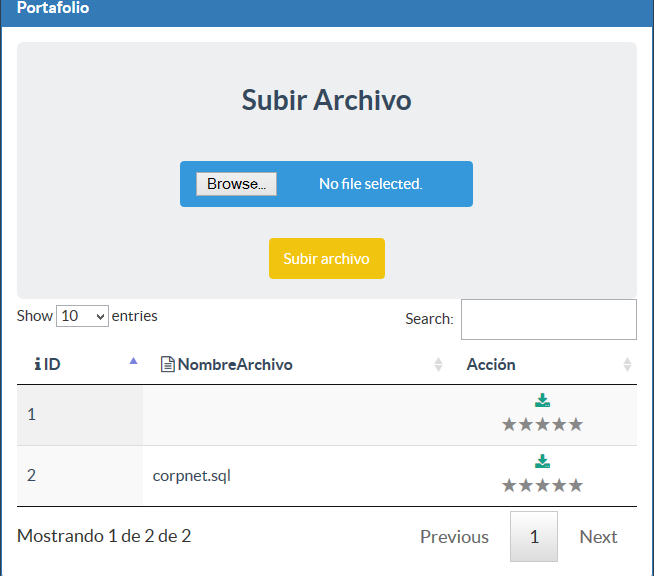 Portafolio
Subir Archivo
Browse... No file selected.
Subir archivo
Show 10 entries
Search:
ID NombreArchivo Acción
1
2 corpnet.sql
Mostrando 1 de 2 de 2
Previous 1 Next